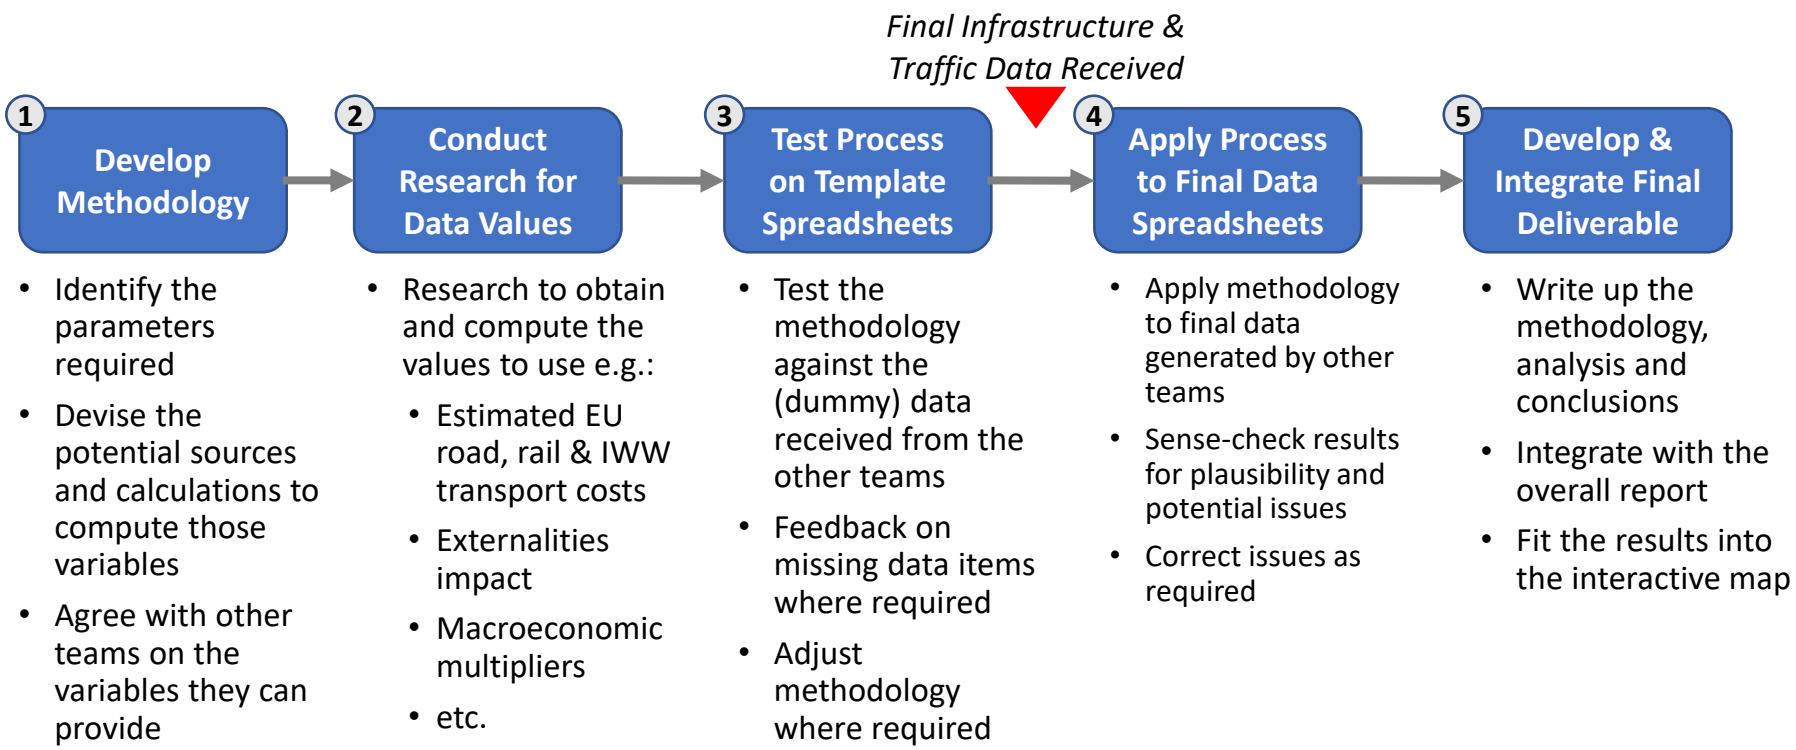 Final Infrastructure &
Traffic Data Received
1
Develop
Methodology
2
Conduct
Research for
Data Values
3
Test Process
on Template
Spreadsheets
4
Apply Process
to Final Data
Spreadsheets
5
Develop &
Integrate Final
Deliverable
• Identify the
parameters
required
• Devise the
potential sources
and calculations to
compute those
variables
• Agree with other
teams on the
variables they can
provide
• Research to obtain
and compute the
values to use e.g.:
• Estimated EU
road, rail & IWW
transport costs
• Externalities
impact
• Macroeconomic
multipliers
• etc.
• Test the
methodology
against the
(dummy) data
received from the
other teams
• Feedback on
missing data items
where required
• Adjust
methodology
where required
• Apply methodology
to final data
generated by other
teams
• Sense-check results
for plausibility and
potential issues
• Correct issues as
required
• Write up the
methodology,
analysis and
conclusions
• Integrate with the
overall report
• Fit the results into
the interactive map